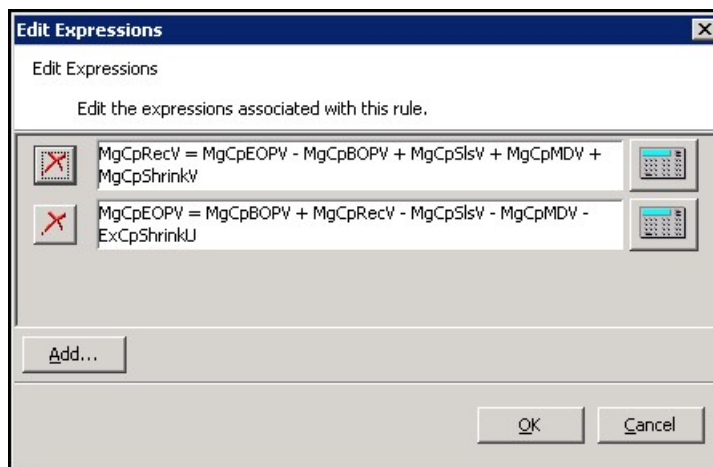 Edit Expressions
Edit Expressions
Edit the expressions associated with this rule.
MgCpRecV = MgCpEOPV - MgCpBOPV + MgCpSlsV + MgCpMDV +
MgCpShrinkV
MgCpEOPV = MgCpBOPV + MgCpRecV - MgCpSlsV - MgCpMDV -
ExCpShrinkU
Add...
OK
Cancel